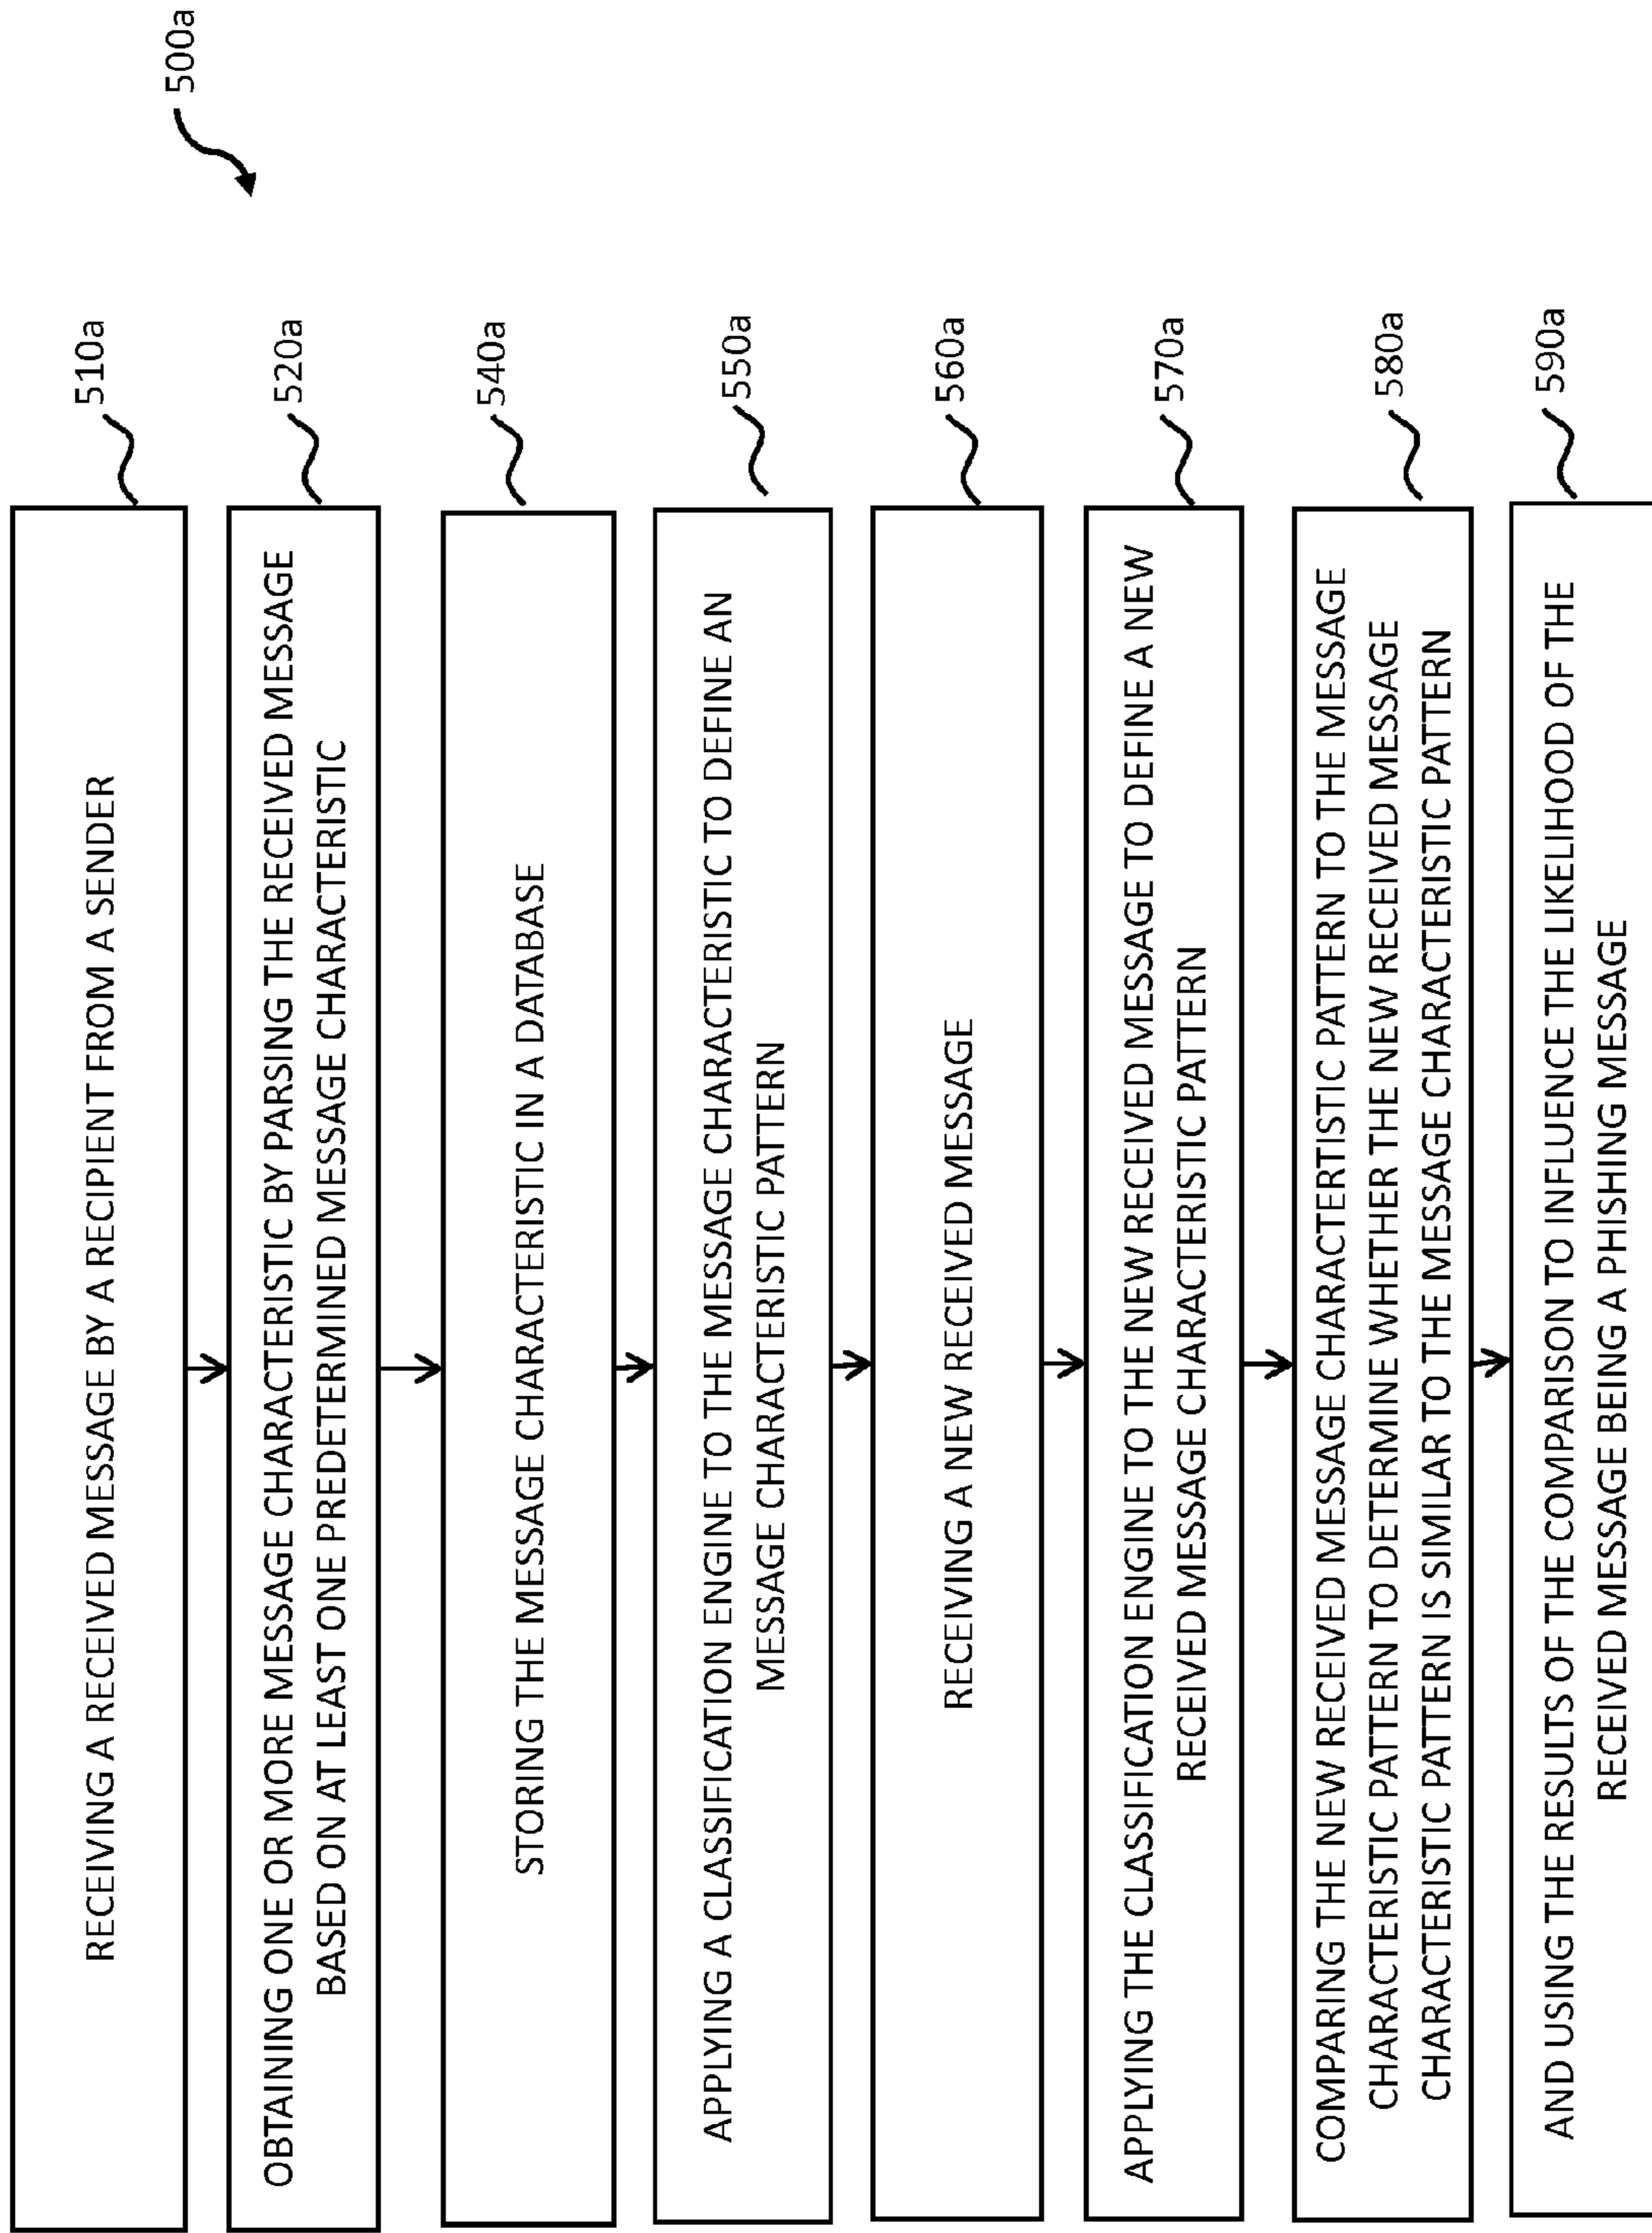 500a
510a
RECEIVING A RECEIVED MESSAGE BY A RECIPIENT FROM A SENDER
520a
OBTAINING ONE OR MORE MESSAGE CHARACTERISTIC BY PARSING THE RECEIVED MESSAGE
BASED ON AT LEAST ONE PREDETERMINED MESSAGE CHARACTERISTIC
540a
STORING THE MESSAGE CHARACTERISTIC IN A DATABASE
550a
APPLYING A CLASSIFICATION ENGINE TO THE MESSAGE CHARACTERISTIC TO DEFINE AN
MESSAGE CHARACTERISTIC PATTERN
560a
RECEIVING A NEW RECEIVED MESSAGE
570a
APPLYING THE CLASSIFICATION ENGINE TO THE NEW RECEIVED MESSAGE TO DEFINE A NEW
RECEIVED MESSAGE CHARACTERISTIC PATTERN
580a
COMPARING THE NEW RECEIVED MESSAGE CHARACTERTISTIC PATTERN TO THE MESSAGE
CHARACTERISTIC PATTERN TO DETERMINE WHETHER THE NEW RECEIVED MESSAGE
CHARACTERISTIC PATTERN IS SIMILAR TO THE MESSAGE CHARACTERISTIC PATTERN
590a
AND USING THE RESULTS OF THE COMPARISON TO INFLUENCE THE LIKELIHOOD OF THE
RECEIVED MESSAGE BEING A PHISHING MESSAGE